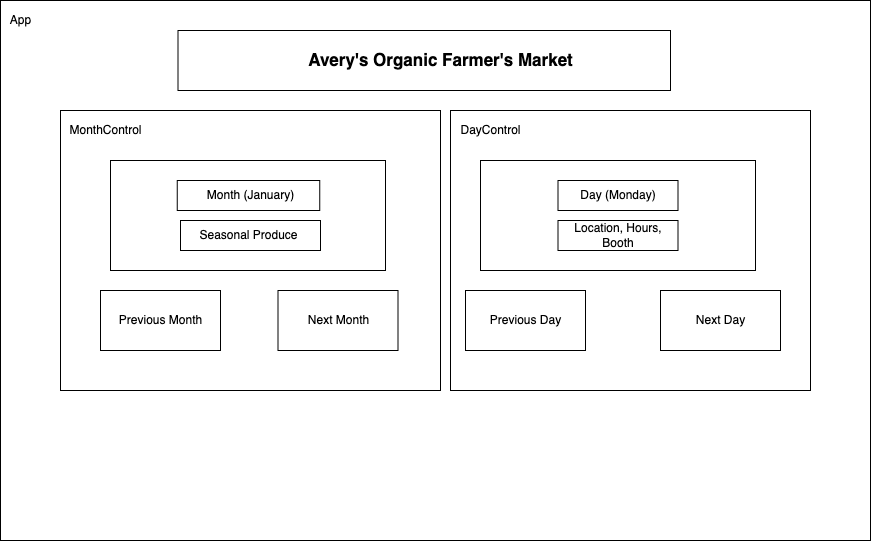 App
Avery's Organic Farmer's Market
MonthControl
Month (January)
Seasonal Produce
Previous Month
Next Month
DayControl
Day (Monday)
Location, Hours,
Booth
Previous Day
Next Day